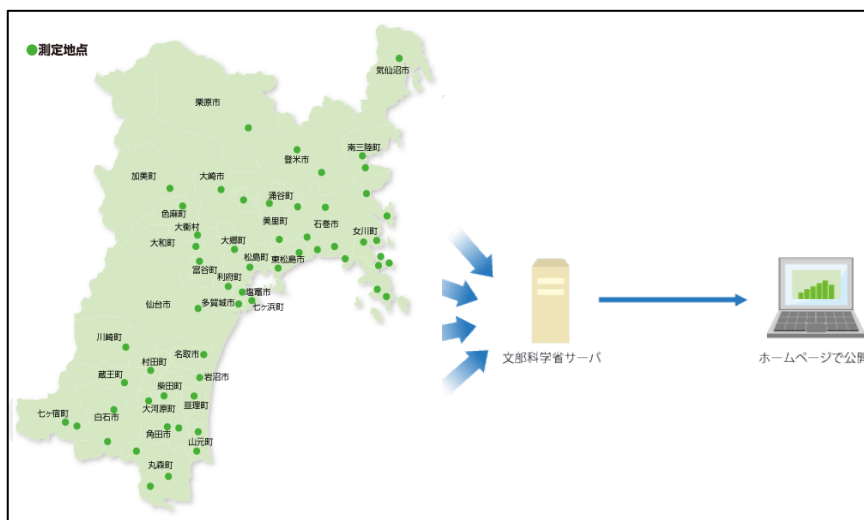 ●測定地点
気仙沼市
栗原市
南三陸町
登米市
加美町
大崎市
涌谷町
色麻町
美里町
石巻市
大衡村
女川町
大和町
大郷町
松島町
東松島市
富谷町
利府町
塩竈市
仙台市
多賀城市
七ヶ浜町
川崎町
名取市
村田町
蔵王町
岩沼市
柴田町
七ヶ宿町
白石市
大河原町
亘理町
角田市
山元町
丸森町
文部科学省サーバ
ホームページで公開